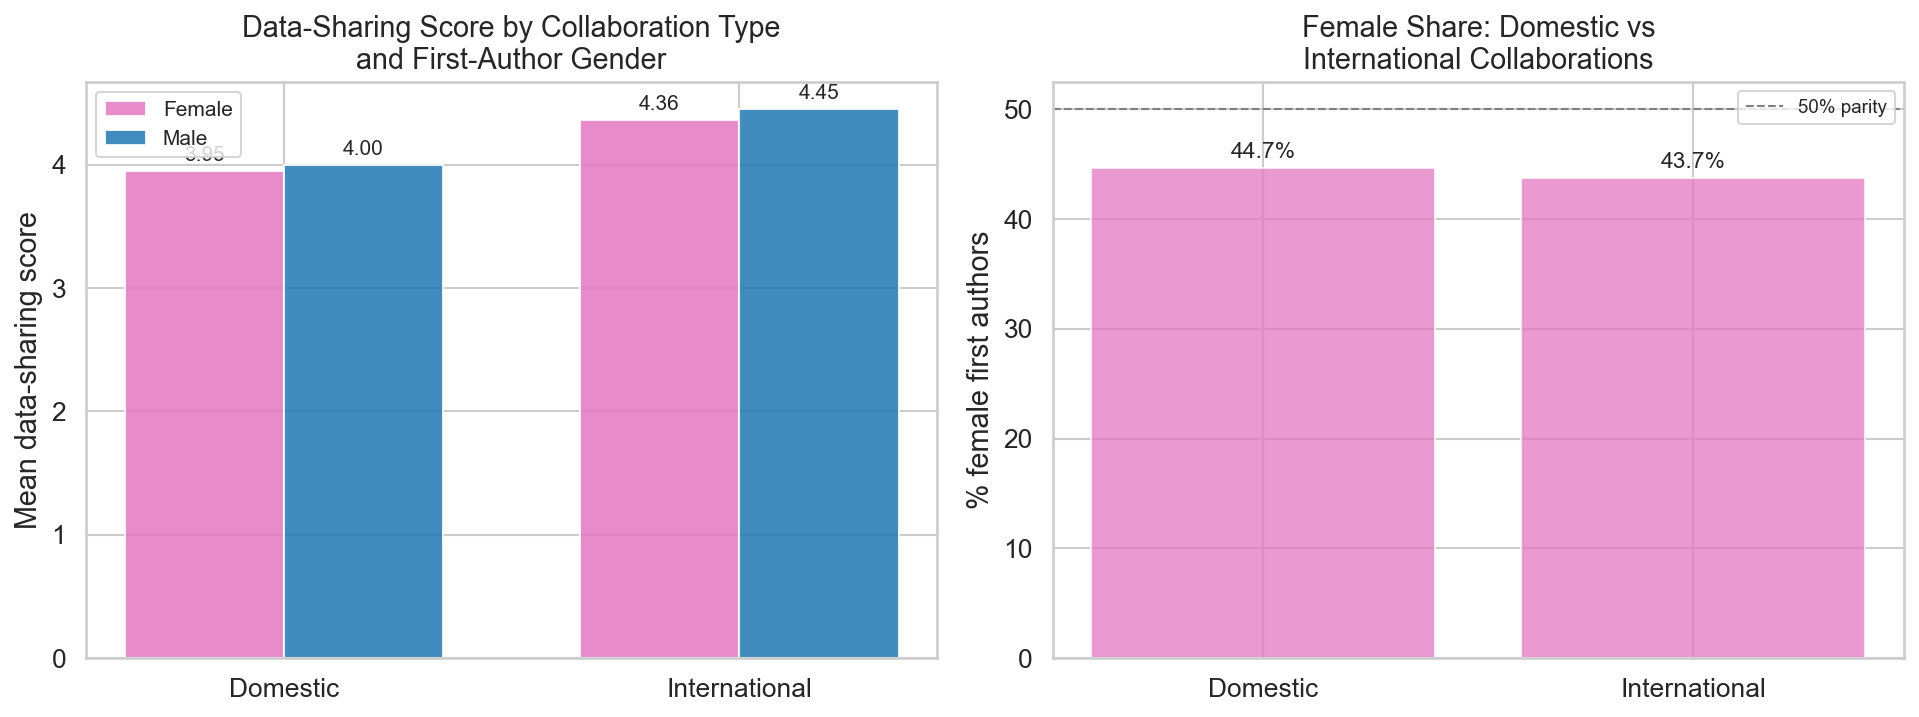 Data-Sharing Score by Collaboration Type
and First-Author Gender
Female
Male
3.95
4.00
4.36
4.45
Mean data-sharing score
4
3
2
1
0
Domestic
International
Female Share: Domestic vs
International Collaborations
50% parity
44.7%
43.7%
% female first authors
50
40
30
20
10
0
Domestic
International